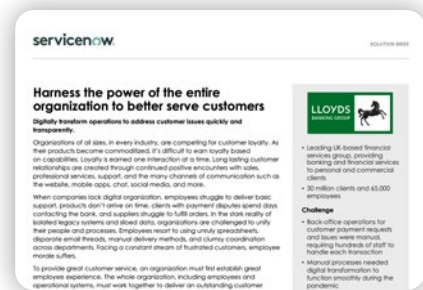 servicenow
SOLUTION BRIEF
Harness the power of the entire
organization to better serve customers
Digitally transform operations to address customer issues quickly and
transparently.
Organizations of all sizes, in every industry, are competing for customer loyalty. As
their products become commoditized, it's difficult to earn loyalty based
on capabilities. Loyalty is earned one interaction at a time. Long lasting customer
relationships are created through continued positive encounters with sales,
professional services, support, and the many channels of communication such as
the website, mobile apps, chat, social media, and more.
When companies lack digital organization, employees struggle to deliver basic
support, products don't arrive on time, clients with payment disputes spend days
contacting the bank, and suppliers struggle to fulfill orders. In the stark reality of
isolated legacy systems and siloed data, organizations are challenged to unify
their people and processes. Employees resort to using unruly spreadsheets,
disparate email threads, manual delivery methods, and clumsy coordination
across departments. Facing a constant stream of frustrated customers, employee
morale suffers.
To provide great customer service, an organization must first establish great
employee experience. The whole organization, including employees and
operational systems, must work together to deliver an outstanding customer
LLOYDS
BANKING GROUP
• Leading UK-based financial
services group, providing
banking and financial services
to personal and commercial
clients
• 30 million clients and 65,000
employees
Challenge
• Back-office operations for
customer payment requests
and issues were manual,
requiring hundreds of staff to
handle each transaction
• Manual processes needed
digital transformation to
function smoothly during the
pandemic